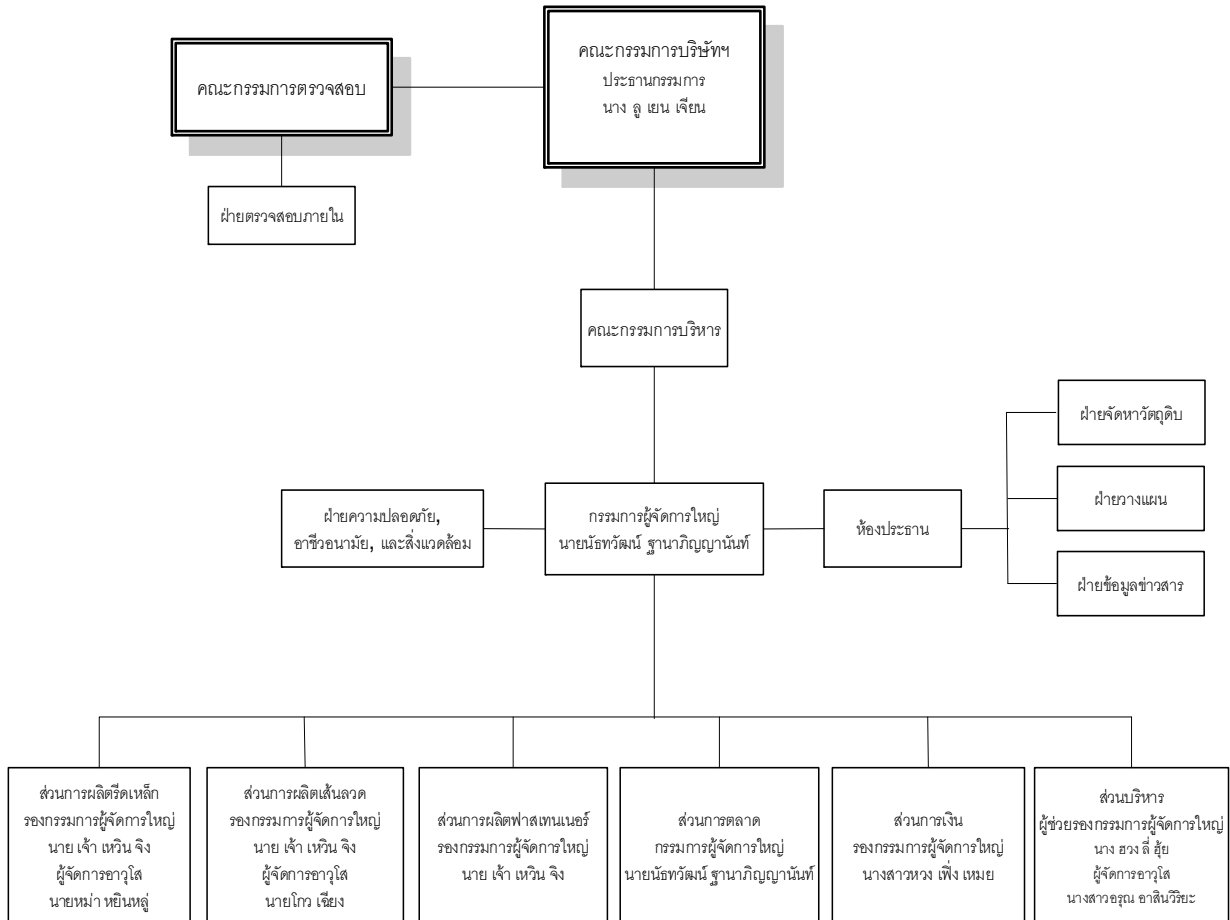 คณะกรรมการตรวจสอบ
คณะกรรมการบริษัทฯ
ประธานกรรมการ
นาง ลู เยน เจียน
ฝ่ายตรวจสอบภายใน
คณะกรรมการบริหาร
ฝ่ายจัดหาวัตถุดิบ
ฝ่ายความปลอดภัย,
อาชีวอนามัย, และสิ่งแวดล้อม
กรรมการผู้จัดการใหญ่
นายนัธทวัฒน์ ฐานาภิญญานันท์
ห้องประธาน
ฝ่ายวางแผน
ฝ่ายข้อมูลข่าวสาร
ส่วนการผลิตรีดเหล็ก
รองกรรมการผู้จัดการใหญ่
นาย เจ้า เหวิน จิง
ผู้จัดการอาวุโส
นายหม่า หยินหลู่
ส่วนการผลิตเส้นลวด
รองกรรมการผู้จัดการใหญ่
นาย เจ้า เหวิน จิง
ผู้จัดการอาวุโส
นายโกว เฉียง
ส่วนการผลิตฟาสเทนเนอร์
รองกรรมการผู้จัดการใหญ่
นาย เจ้า เหวิน จิง
ส่วนการตลาด
กรรมการผู้จัดการใหญ่
นายนัธทวัฒน์ ฐานาภิญญานันท์
ส่วนการเงิน
รองกรรมการผู้จัดการใหญ่
นางสาวหวง เฟิ่ง เหมย
ส่วนบริหาร
ผู้ช่วยรองกรรมการผู้จัดการใหญ่
นาง ฮวง ลี่ ฮุ้ย
ผู้จัดการอาวุโส
นางสาวอรุณ อาสินวิริยะ